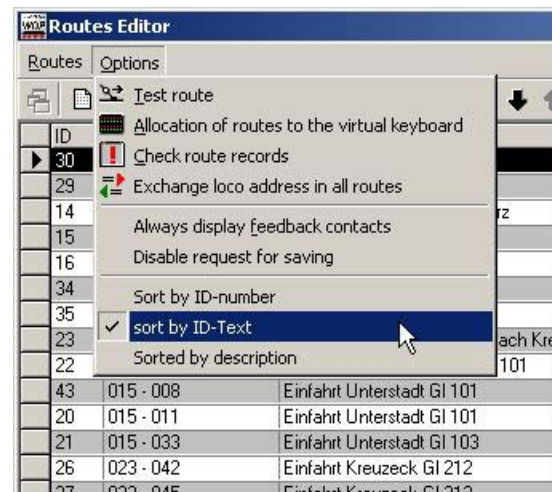 Routes Editor
Routes Options
Test route
Allocation of routes to the virtual keyboard
Check route records
Exchange loco address in all routes
Always display feedback contacts
Disable request for saving
Sort by ID-number
sort by ID-Text
Sorted by description
ID
30
29
14 rz
15
16
34
35
23 ach Kre
22 101
43 015 - 008 Einfahrt Unterstadt Gl 101
20 015 - 011 Einfahrt Unterstadt Gl 101
21 015 - 033 Einfahrt Unterstadt Gl 103
26 023 - 042 Einfahrt Kreuzeck Gl 212